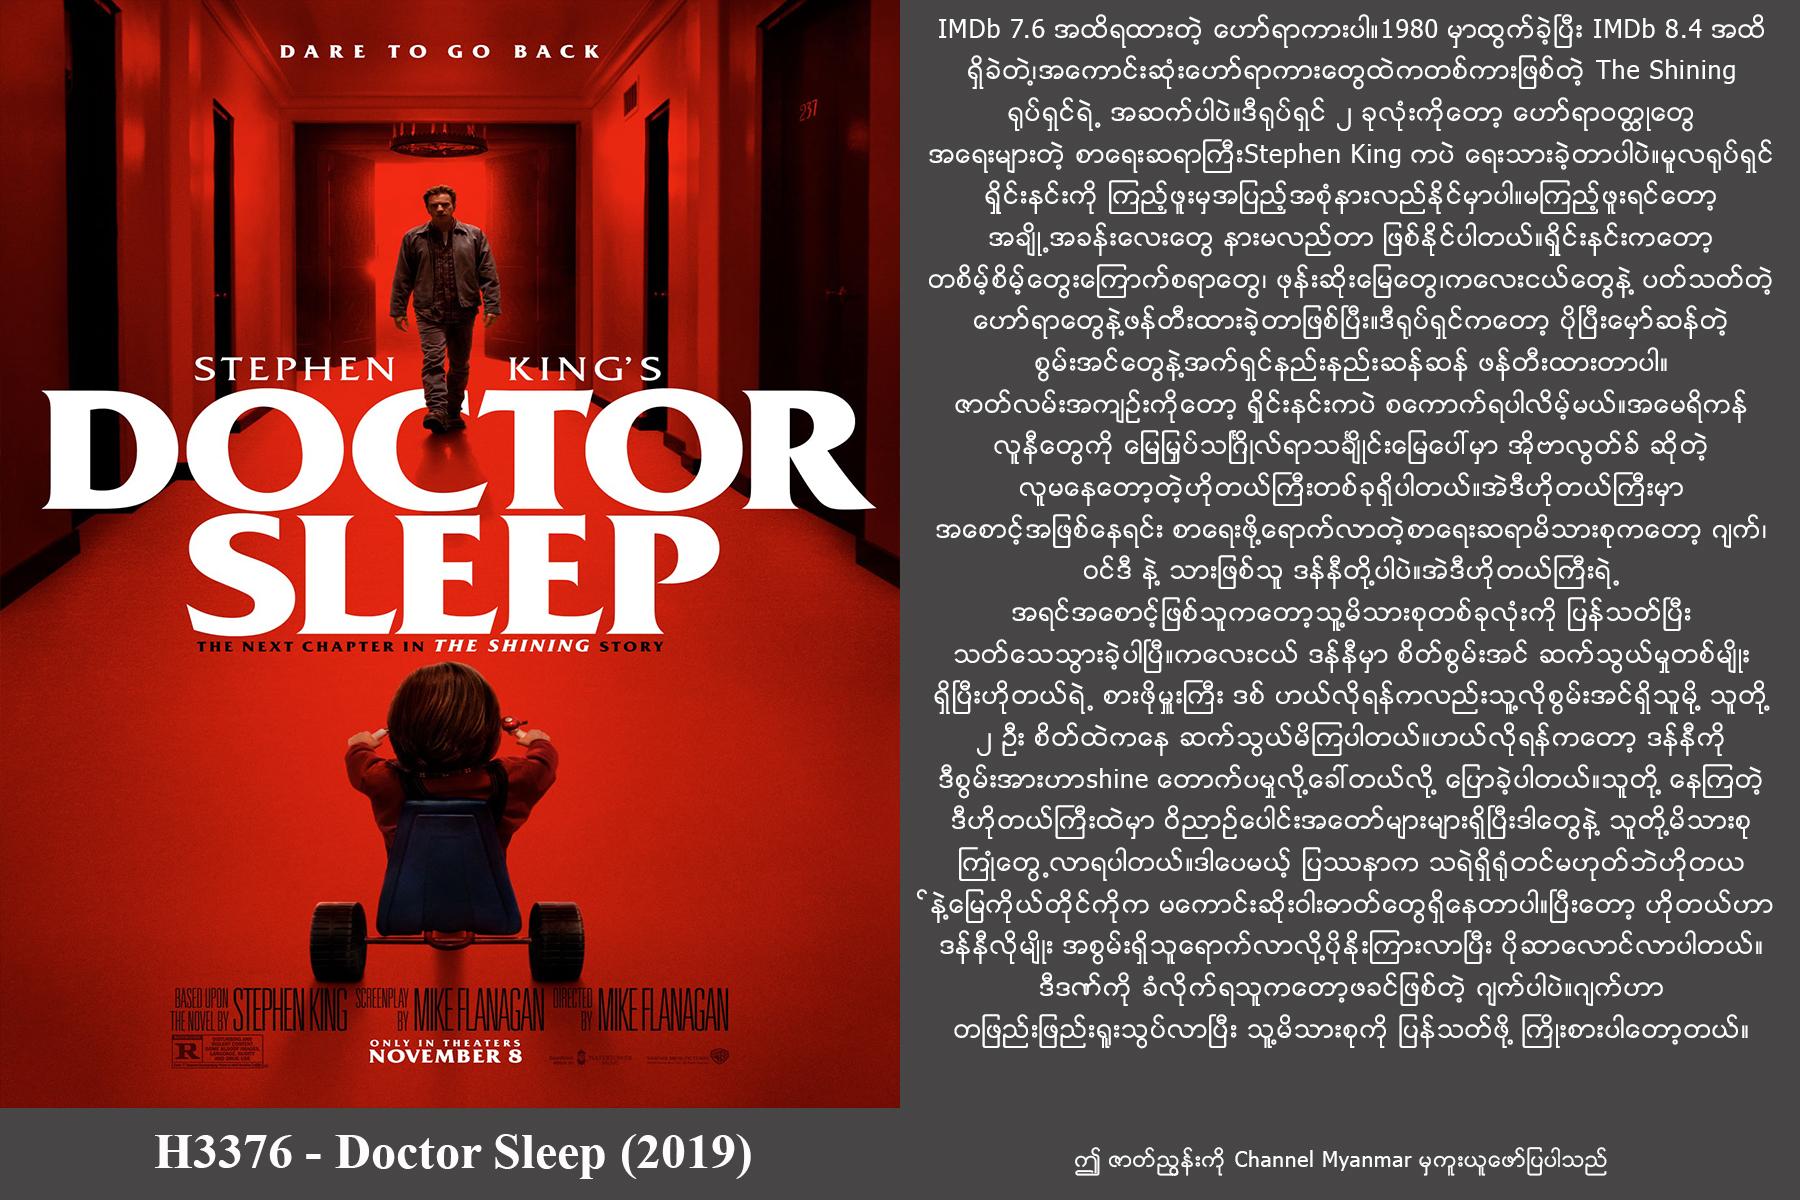 DARE TO GO BACK
237
STEPHEN KING'S
DOCTOR
SLEEP
THE NEXT CHAPTER IN THE SHINING STORY
BASED UPON THE NOVEL BY STEPHEN KING SCREENPLAY BY MIKE FLANAGAN DIRECTED BY MIKE FLANAGAN
R
ONLY IN THEATERS
NOVEMBER 8
H3376 - Doctor Sleep (2019)
IMDb 7.6 အထိရထားတဲ့ ဟော်ရာကားပါ။1980 မှာထွက်ခဲ့ပြီး IMDb 8.4 အထိ
ရှိခဲတဲ့၊အကောင်းဆုံးဟော်ရာကားတွေထဲကတစ်ကားဖြစ်တဲ့ The Shining
ရုပ်ရှင်ရဲ့ အဆက်ပါပဲ။ဒီရုပ်ရှင် ၂ ခုလုံးကိုတော့ ဟော်ရာဝတ္ထုတွေ
အရေးများတဲ့ စာရေးဆရာကြီးStephen King ကပဲ ရေးသားခဲ့တာပါပဲ။မူလရုပ်ရှင်
ရှိုင်းနင်းကို ကြည့်ဖူးမှအပြည့်အစုံနားလည်နိုင်မှာပါ။မကြည့်ဖူးရင်တော့
အချို့အခန်းလေးတွေ နားမလည်တာ ဖြစ်နိုင်ပါတယ်။ရှိုင်းနင်းကတော့
တစိမ့်စိမ့်တွေးကြောက်စရာတွေ၊ ဖုန်းဆိုးမြေတွေ၊ကလေးငယ်တွေနဲ့ ပတ်သတ်တဲ့
ဟော်ရာတွေနဲ့ဖန်တီးထားခဲ့တာဖြစ်ပြီး။ဒီရုပ်ရှင်ကတော့ ပိုပြီးမှော်ဆန်တဲ့
စွမ်းအင်တွေနဲ့အက်ရှင်နည်းနည်းဆန်ဆန် ဖန်တီးထားတာပါ။
ဇာတ်လမ်းအကျဉ်းကိုတော့ ရှိုင်းနင်းကပဲ စကောက်ရပါလိမ့်မယ်။အမေရိကန်
လူနီတွေကို မြေမြှုပ်သင်္ဂြိုလ်ရာသင်္ချိုင်းမြေပေါ်မှာ အိုဗာလွတ်ခ် ဆိုတဲ့
လူမနေတော့တဲ့ဟိုတယ်ကြီးတစ်ခုရှိပါတယ်။အဲဒီဟိုတယ်ကြီးမှာ
အစောင့်အဖြစ်နေရင်း စာရေးဖို့ရောက်လာတဲ့စာရေးဆရာမိသားစုကတော့ ဂျက်၊
ဝင်ဒီ နဲ့ သားဖြစ်သူ ဒန်နီတို့ပါပဲ။အဲဒီဟိုတယ်ကြီးရဲ့
အရင်အစောင့်ဖြစ်သူကတော့သူ့မိသားစုတစ်ခုလုံးကို ပြန်သတ်ပြီး
သတ်သေသွားခဲ့ပါပြီ။ကလေးငယ် ဒန်နီမှာ စိတ်စွမ်းအင် ဆက်သွယ်မှုတစ်မျိုး
ရှိပြီးဟိုတယ်ရဲ့ စားဖိုမှူးကြီး ဒစ် ဟယ်လိုရန်ကလည်းသူ့လိုစွမ်းအင်ရှိသူမို့ သူတို့
၂ ဦး စိတ်ထဲကနေ ဆက်သွယ်မိကြပါတယ်။ဟယ်လိုရန်ကတော့ ဒန်နီကို
ဒီစွမ်းအားဟာshine တောက်ပမှုလို့ခေါ်တယ်လို့ ပြောခဲ့ပါတယ်။သူတို့ နေကြတဲ့
ဒီဟိုတယ်ကြီးထဲမှာ ဝိညာဉ်ပေါင်းအတော်များများရှိပြီးဒါတွေနဲ့ သူတို့မိသားစု
ကြုံတွေ့လာရပါတယ်။ဒါပေမယ့် ပြဿနာက သရဲရှိရုံတင်မဟုတ်ဘဲဟိုတယ
်နဲ့မြေကိုယ်တိုင်ကိုက မကောင်းဆိုးဝါးဓာတ်တွေရှိနေတာပါ။ပြီးတော့ ဟိုတယ်ဟာ
ဒန်နီလိုမျိုး အစွမ်းရှိသူရောက်လာလို့ပိုနိုးကြားလာပြီး ပိုဆာလောင်လာပါတယ်။
ဒီဒဏ်ကို ခံလိုက်ရသူကတော့ဖခင်ဖြစ်တဲ့ ဂျက်ပါပဲ။ဂျက်ဟာ
တဖြည်းဖြည်းရူးသွပ်လာပြီး သူ့မိသားစုကို ပြန်သတ်ဖို့ ကြိုးစားပါတော့တယ်။
ဤ ဇာတ်ညွှန်းကို Channel Myanmar မှကူးယူဖော်ပြပါသည်